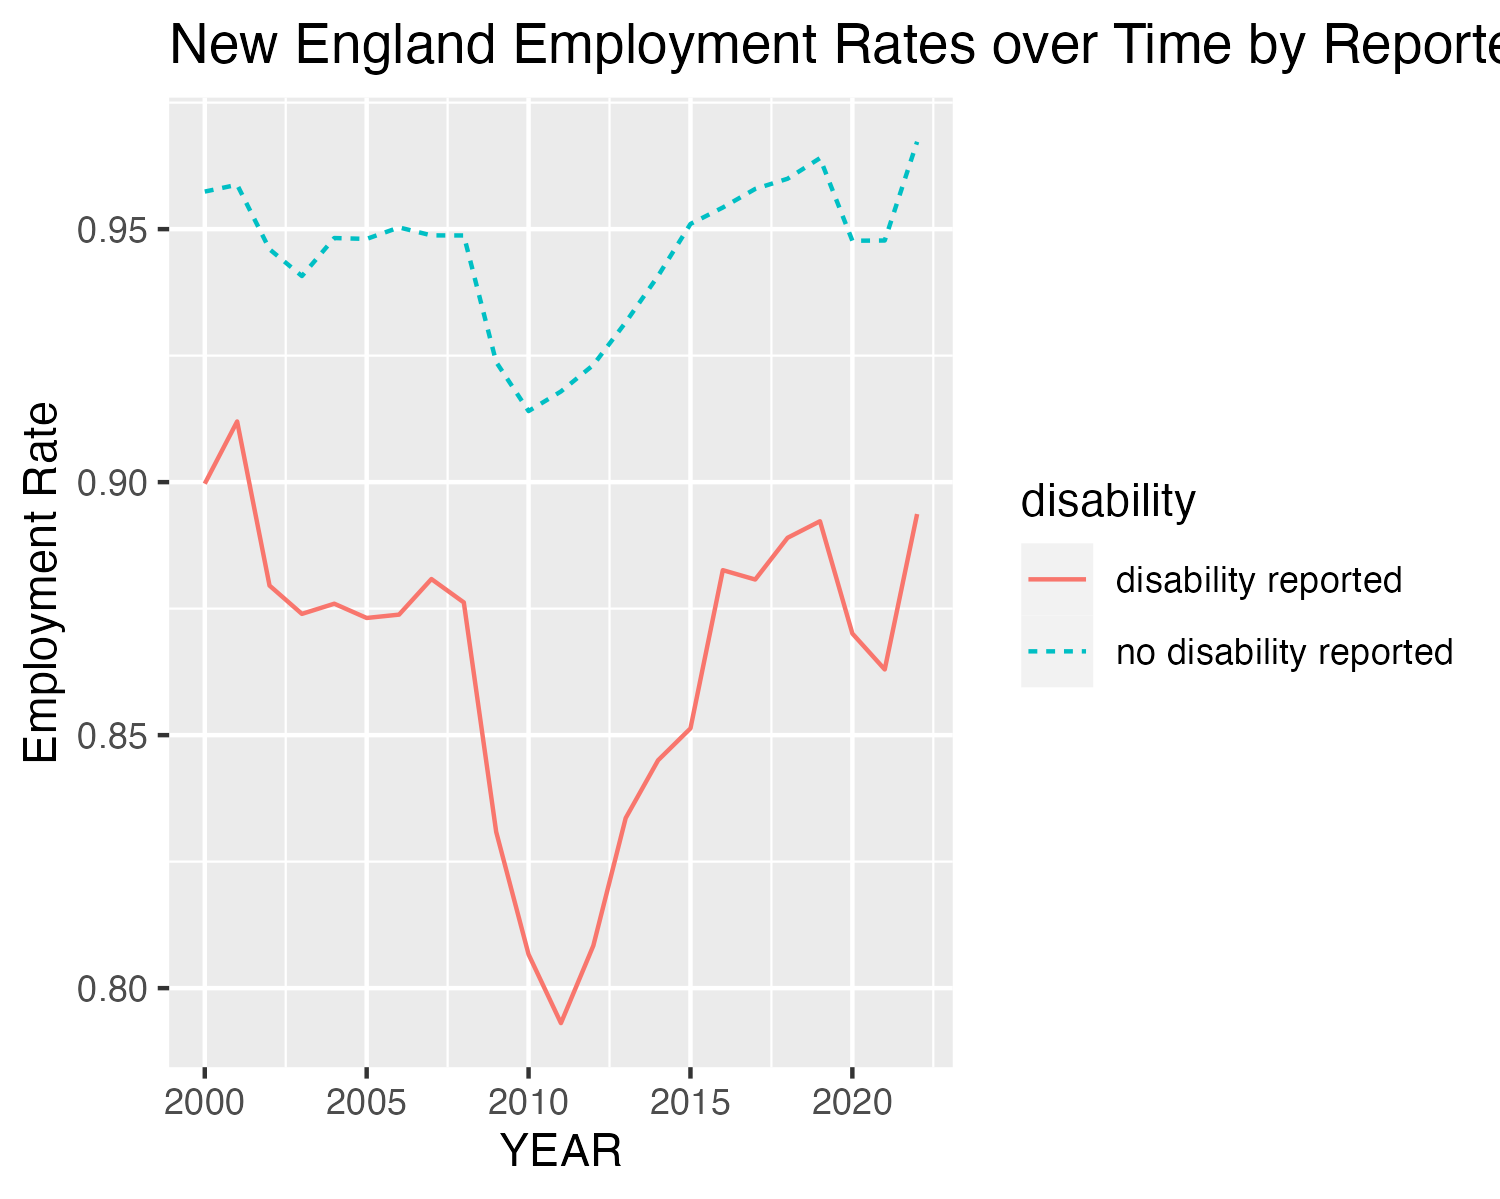 New England Employment Rates over Time by Reporte
Employment Rate
0.95
0.90
0.85
0.80
2000 2005 2010 2015 2020
YEAR
disability
disability reported
no disability reported